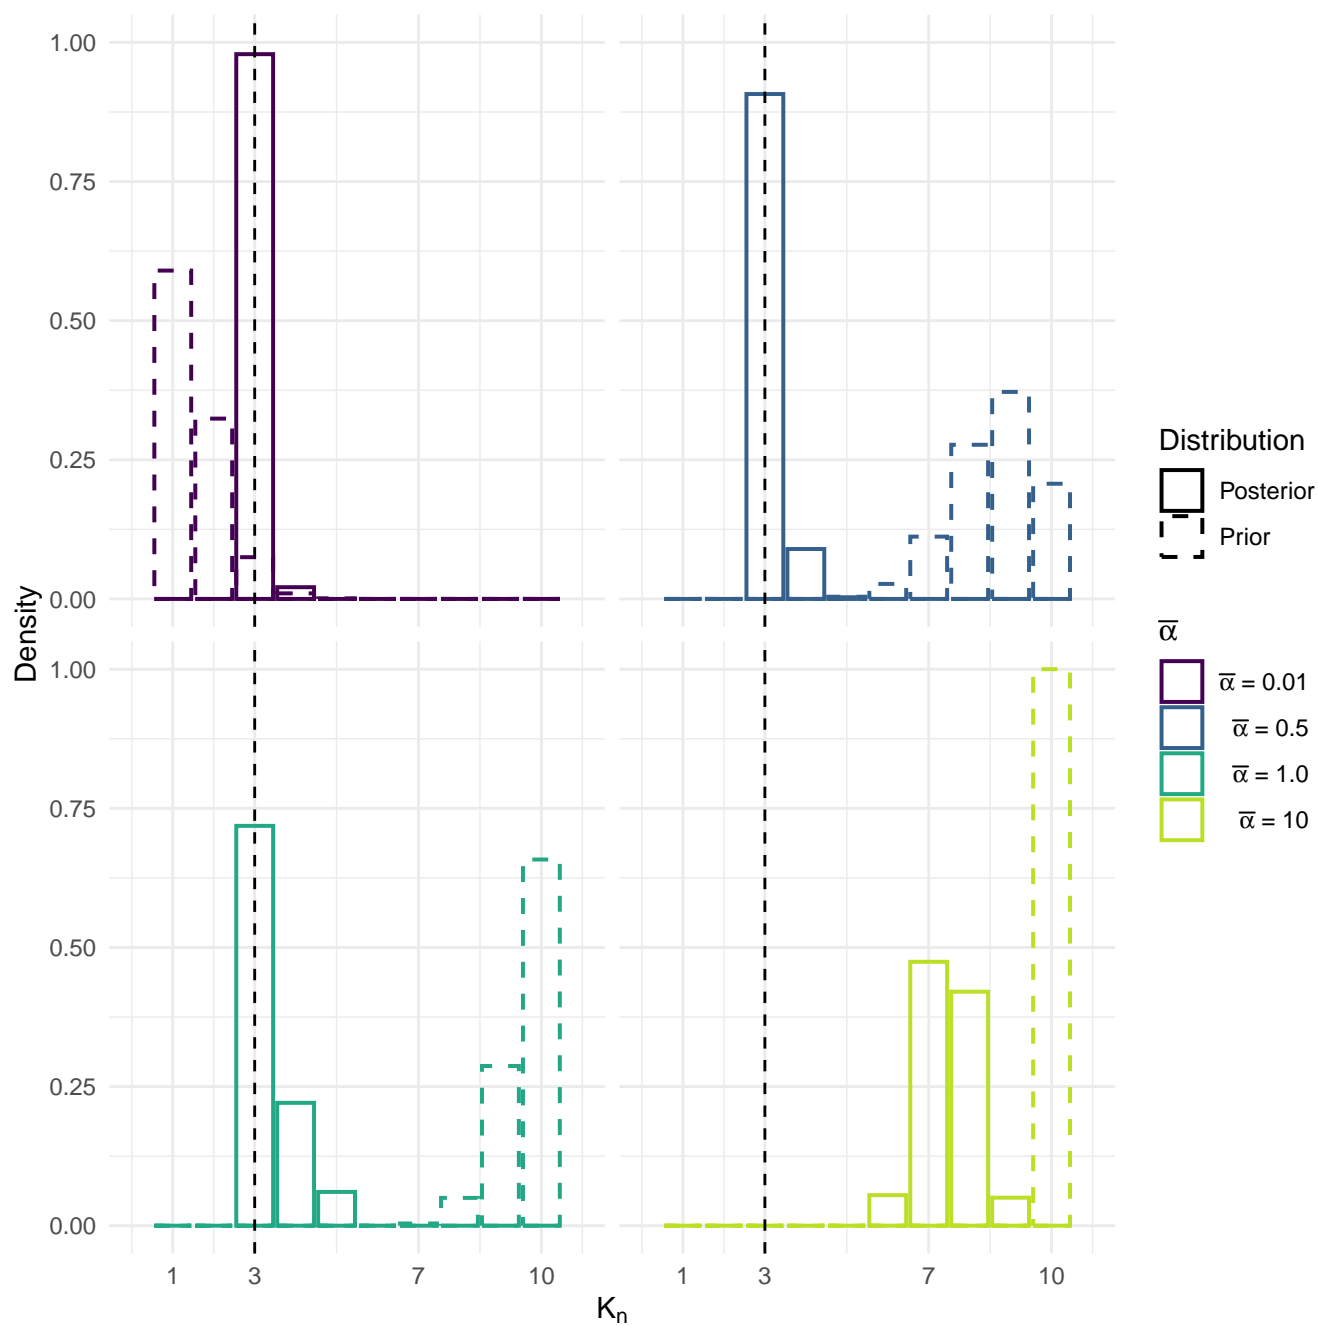 Density
1.00
0.75
0.50
0.25
0.00
1.00
0.75
0.50
0.25
0.00
1 3 7 10
1 3 7 10
Kₙ
Distribution
Posterior
Prior
α̅
α̅ = 0.01
α̅ = 0.5
α̅ = 1.0
α̅ = 10